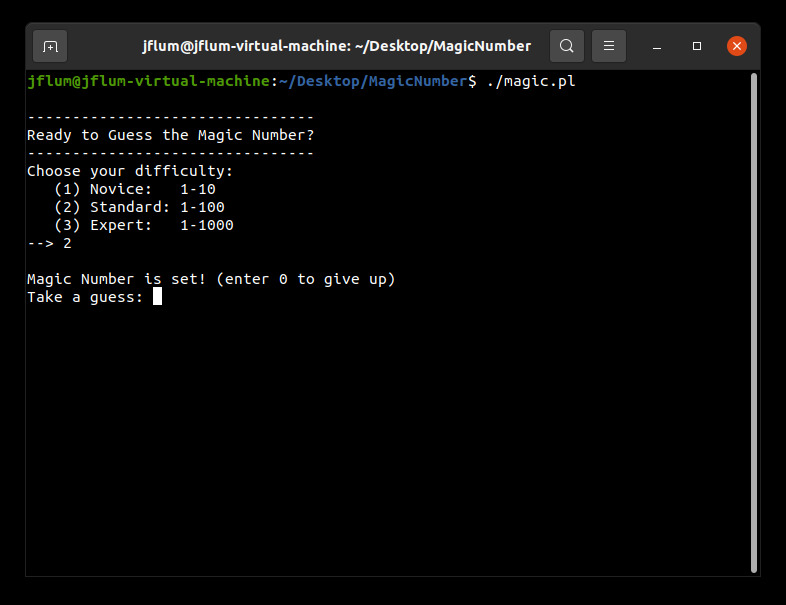 jflum@jflum-virtual-machine: ~/Desktop/MagicNumber
jflum@jflum-virtual-machine:~/Desktop/MagicNumber$ ./magic.pl
--------------------------------
Ready to Guess the Magic Number?
--------------------------------
Choose your difficulty:
   (1) Novice:   1-10
   (2) Standard: 1-100
   (3) Expert:   1-1000
--> 2
Magic Number is set! (enter 0 to give up)
Take a guess: